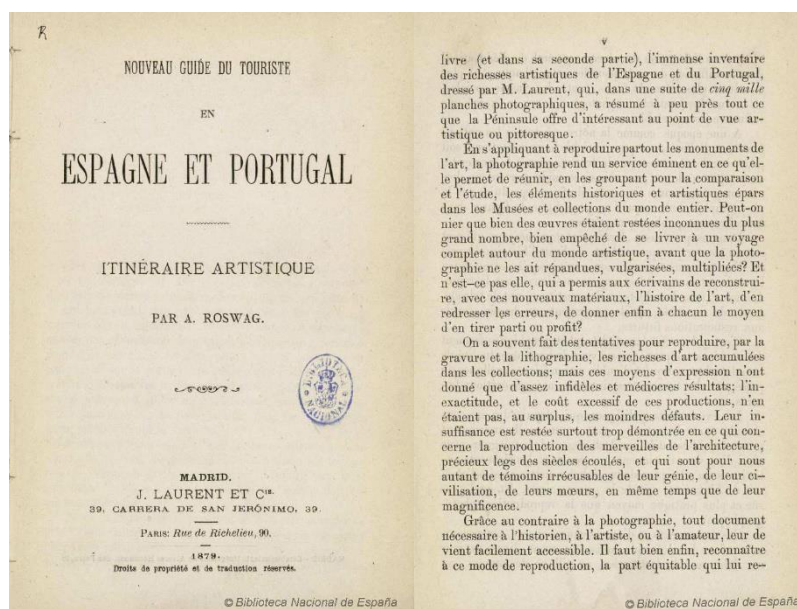 R
NOUVEAU GUIDE DU TOURISTE
EN
ESPAGNE ET PORTUGAL
ITINÉRAIRE ARTISTIQUE
PAR A. ROSWAG.
BIBLIOTECA NACIONAL
MADRID.
J. LAURENT ET Cie.
39, CARRERA DE SAN JERÓNIMO, 39.
PARIS: Rue de Richelieu, 90.
1879.
Droits de propriété et de traduction réservés.
© Biblioteca Nacional de España
V
livre (et dans sa seconde partie), l'immense inventaire
des richesses artistiques de l'Espagne et du Portugal,
dressé par M. Laurent, qui, dans une suite de cinq mille
planches photographiques, a résumé à peu près tout ce
que la Péninsule offre d'intéressant au point de vue ar-
tistique ou pittoresque.
En s'appliquant à reproduire partout les monuments de
l'art, la photographie rend un service éminent en ce qu'el-
le permet de réunir, en les groupant pour la comparaison
et l'étude, les éléments historiques et artistiques épars
dans les Musées et collections du monde entier. Peut-on
nier que bien des œuvres étaient restées inconnues du plus
grand nombre, bien empêché de se livrer à un voyage
complet autour du monde artistique, avant que la photo-
graphie ne les ait répandues, vulgarisées, multipliées? Et
n'est-ce pas elle, qui a permis aux écrivains de reconstrui-
re, avec ces nouveaux matériaux, l'histoire de l'art, d'en
redresser les erreurs, de donner enfin à chacun le moyen
d'en tirer parti ou profit?
On a souvent fait des tentatives pour reproduire, par la
gravure et la lithographie, les richesses d'art accumulées
dans les collections; mais ces moyens d'expression n'ont
donné que d'assez infidèles et médiocres résultats; l'in-
exactitude, et le coût excessif de ces productions, n'en
étaient pas, au surplus, les moindres défauts. Leur in-
suffisance est restée surtout trop démontrée en ce qui con-
cerne la reproduction des merveilles de l'architecture,
précieux legs des siècles écoulés, et qui sont pour nous
autant de témoins irrécusables de leur génie, de leur ci-
vilisation, de leurs mœurs, en même temps que de leur
magnificence.
Grâce au contraire à la photographie, tout document
nécessaire à l'historien, à l'artiste, ou à l'amateur, leur de
vient facilement accessible. Il faut bien enfin, reconnaître
à ce mode de reproduction, la part équitable qui lui re-
© Biblioteca Nacional de España